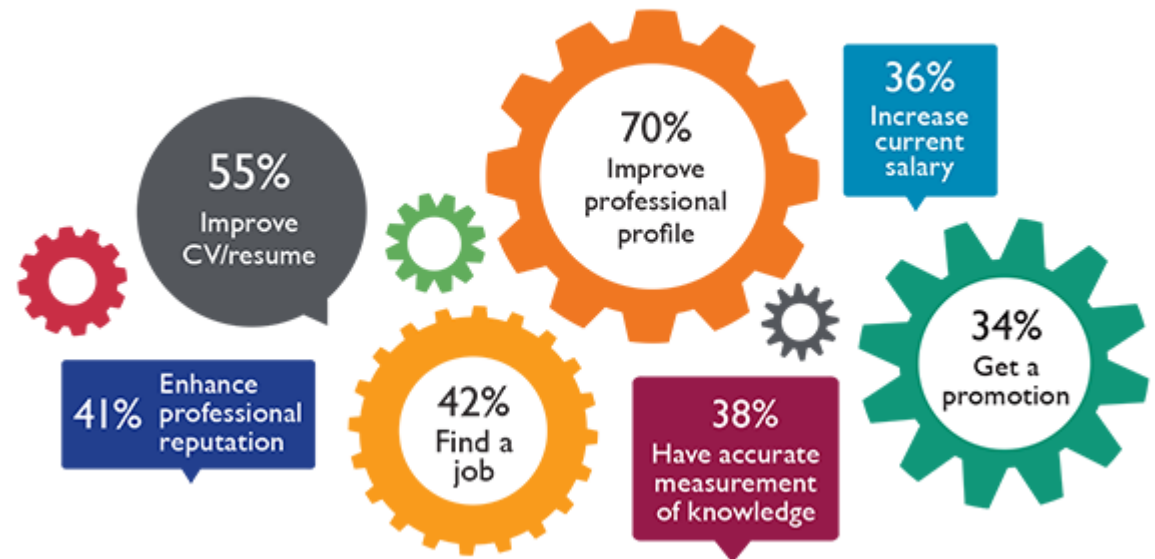 55%
Improve
CV/resume
70%
Improve
professional
profile
36%
Increase
current
salary
41%
Enhance
professional
reputation
42%
Find a
job
38%
Have accurate
measurement
of knowledge
34%
Get a
promotion